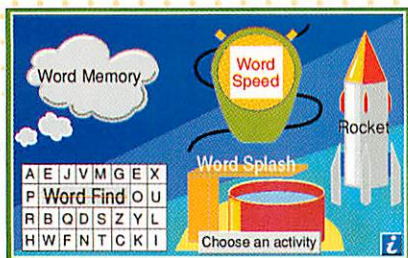 Word Memory
Word
Speed
Rocket
Word Splash
A E J V M G E X
P Word Find O U
R B Q D S Z Y L
H W F N T C K I
Choose an activity
i